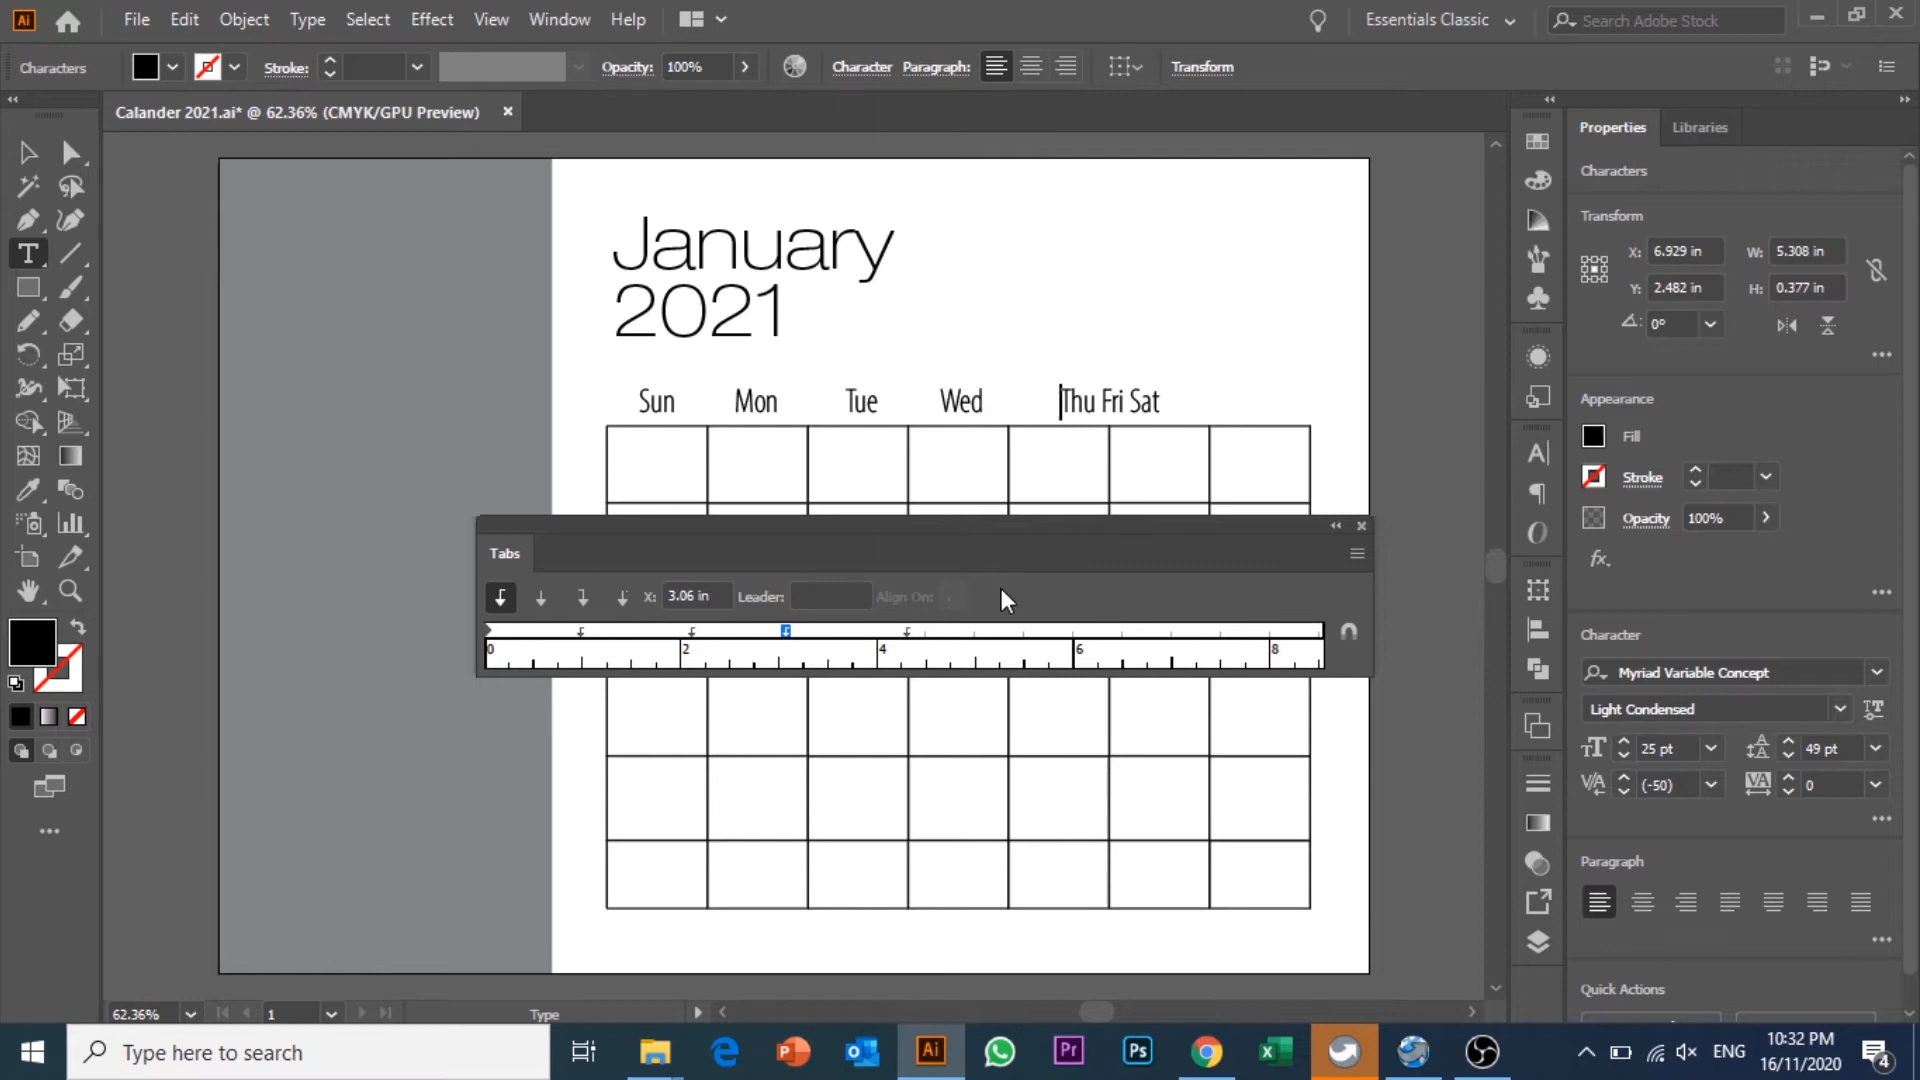 Ai File Edit Object Type Select Effect View Window Help Essentials Classic Search Adobe Stock
Characters Stroke: Opacity: 100% Character Paragraph: Transform
Calander 2021.ai* @ 62.36% (CMYK/GPU Preview)
Properties Libraries
Characters
Transform
X: 6.929 in W: 5.308 in
Y: 2.482 in H: 0.377 in
0°
Appearance
Fill
Stroke
Opacity 100%
fx
Character
Myriad Variable Concept
Light Condensed
25 pt 49 pt
(-50) 0
Paragraph
Quick Actions
January
2021
Sun Mon Tue Wed Thu Fri Sat
Tabs
X: 3.06 in Leader: Align On: .
0 2 4 6 8
62.36% 1 Type
Type here to search
Ai Pr Ps
ENG
10:32 PM
16/11/2020
4